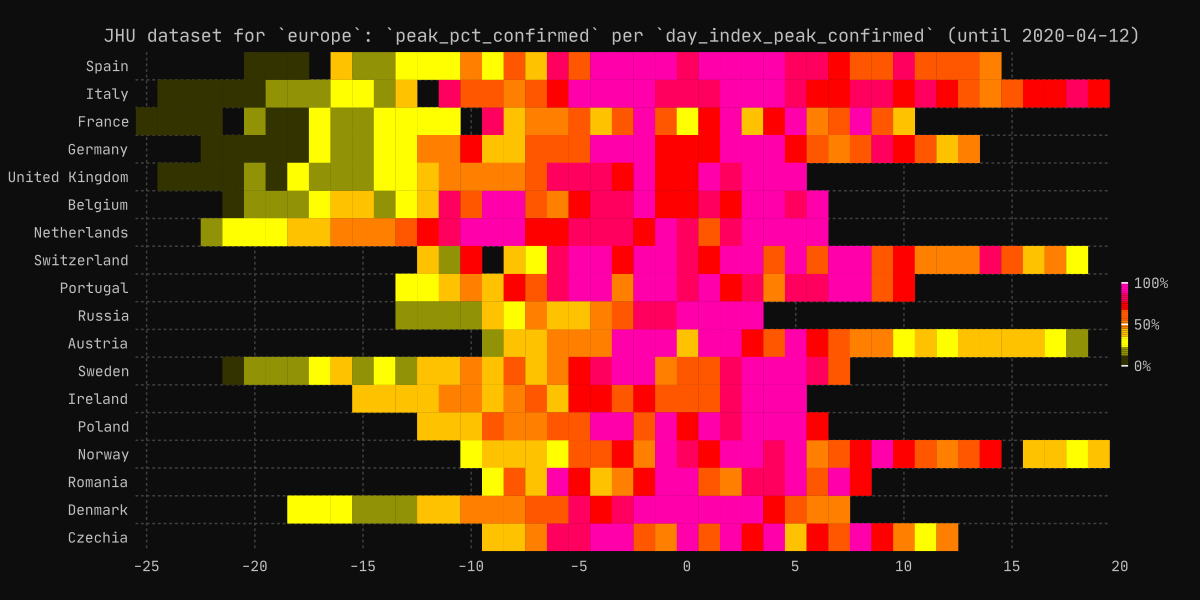 JHU dataset for `europe`: `peak_pct_confirmed` per `day_index_peak_confirmed` (until 2020-04-12)
Spain
Italy
France
Germany
United Kingdom
Belgium
Netherlands
Switzerland
Portugal
Russia
Austria
Sweden
Ireland
Poland
Norway
Romania
Denmark
Czechia
-25 -20 -15 -10 -5 0 5 10 15 20
100%
50%
0%